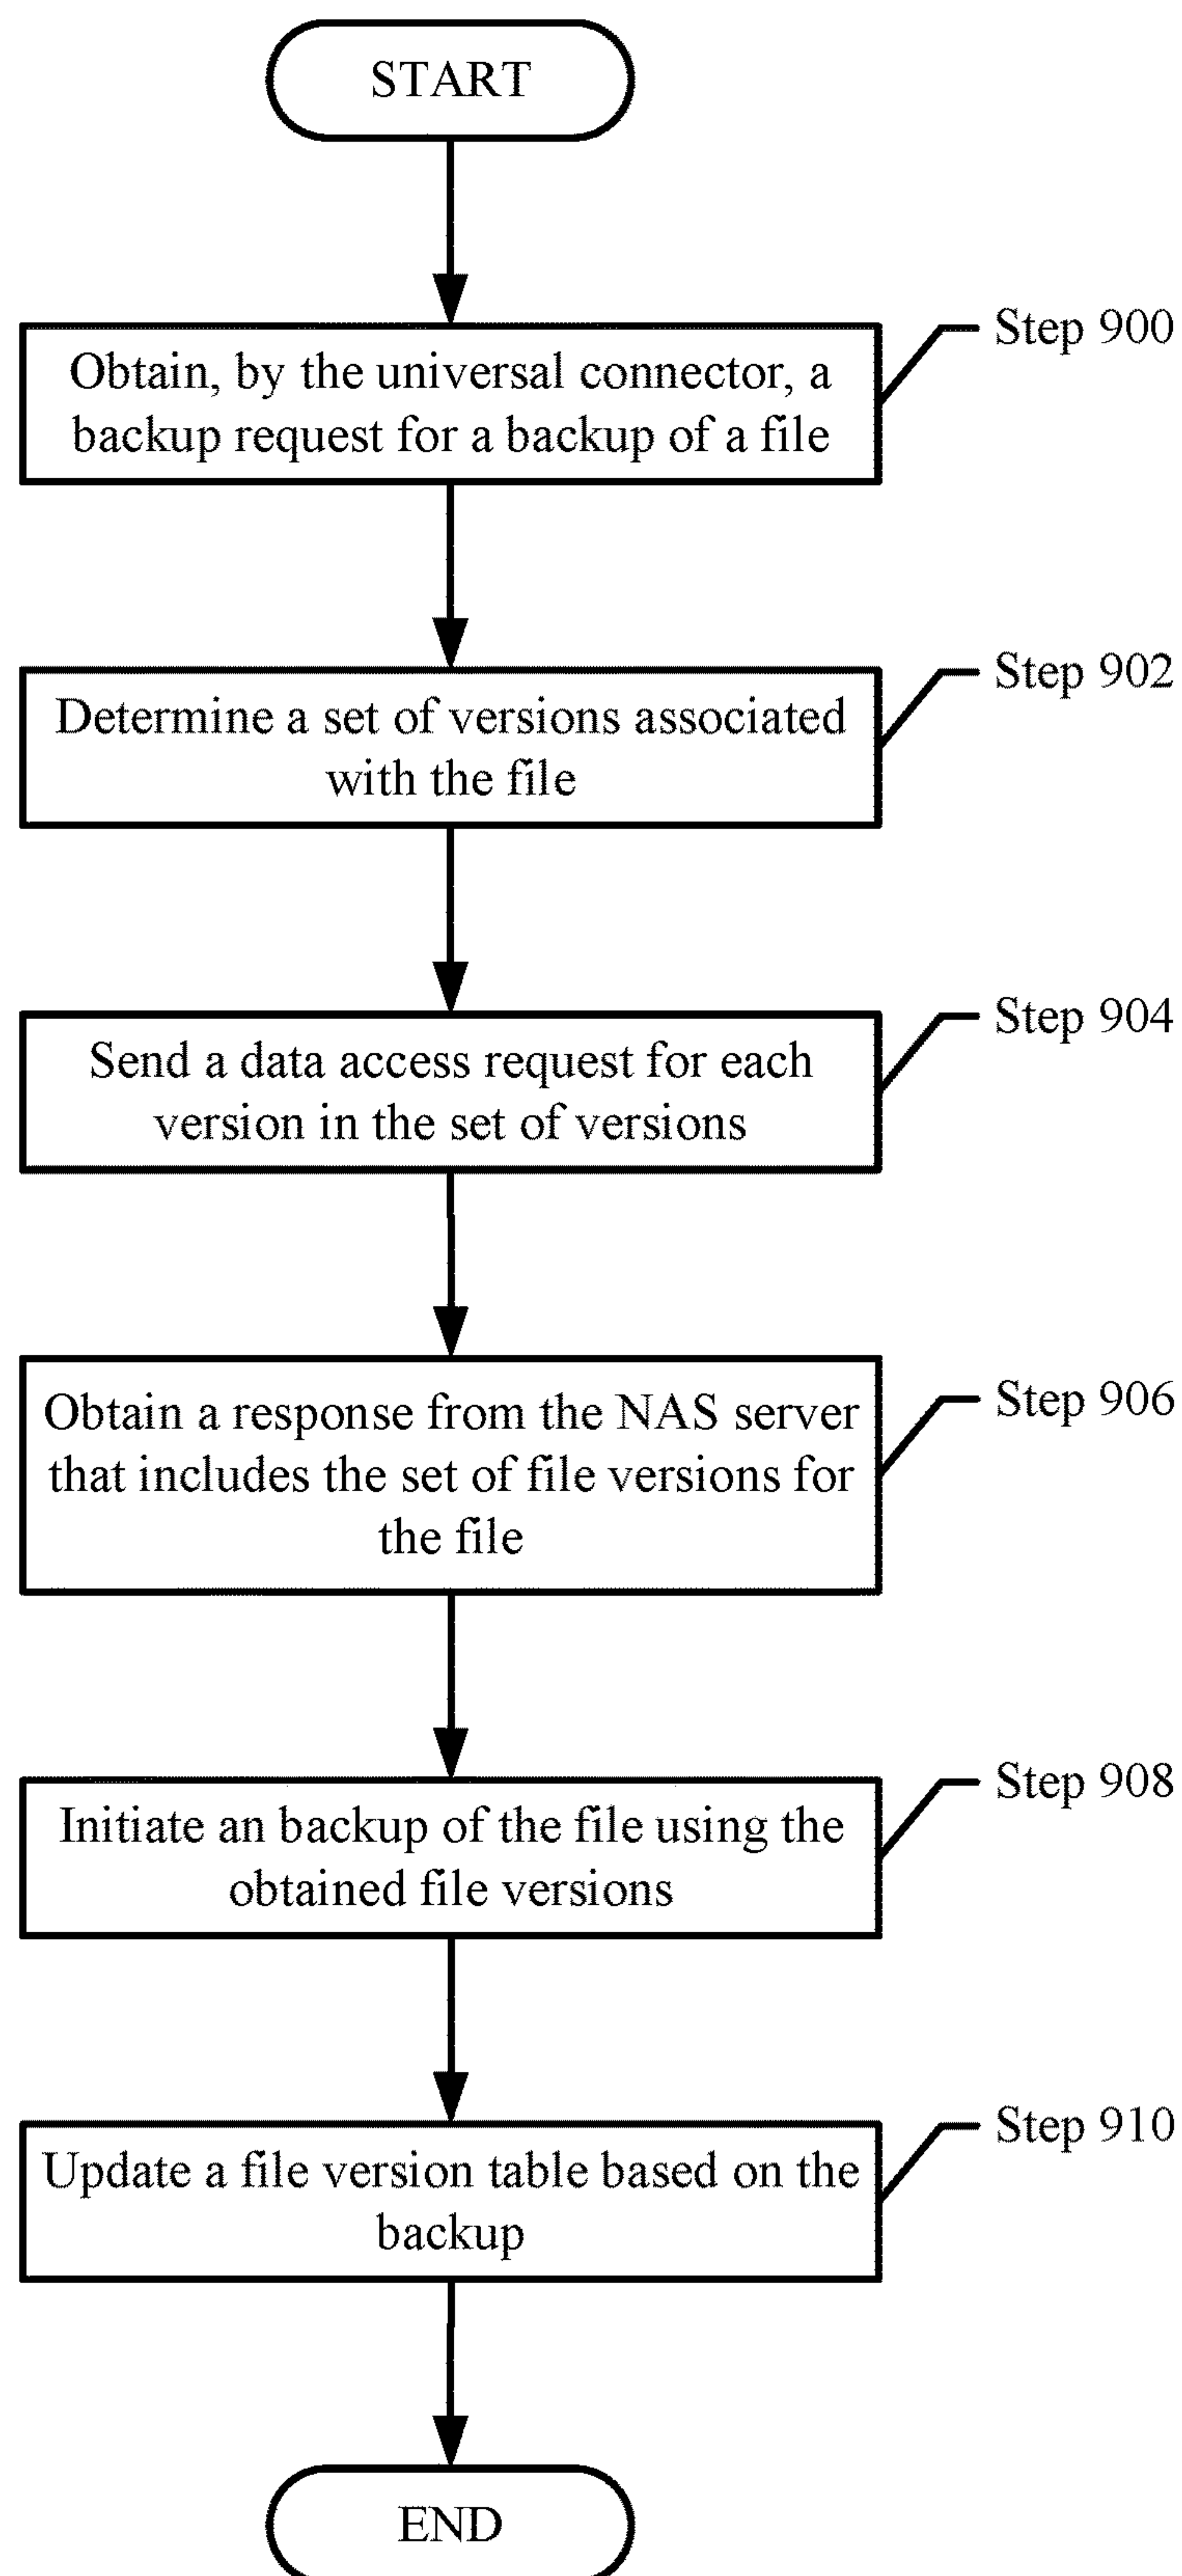 START
Step 900
Obtain, by the universal connector, a
backup request for a backup of a file
Step 902
Determine a set of versions associated
with the file
Step 904
Send a data access request for each
version in the set of versions
Step 906
Obtain a response from the NAS server
that includes the set of file versions for
the file
Step 908
Initiate an backup of the file using the
obtained file versions
Step 910
Update a file version table based on the
backup
END